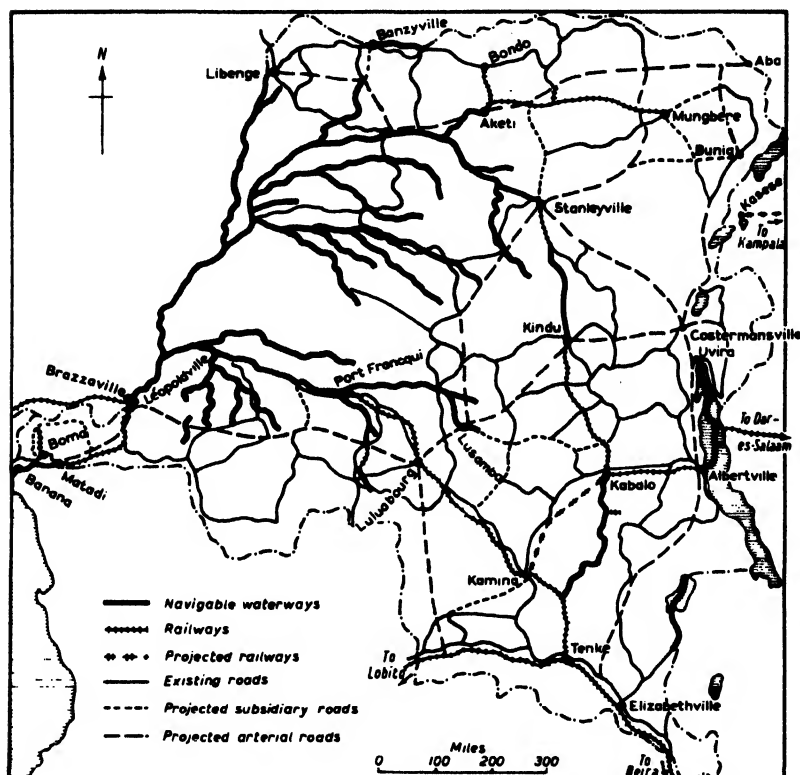 Banzyville
Bondo
Libenge
Aba
N
Aketi
Mungbere
Bunia
Kasese
To
Kampala
Stanleyville
Kindu
Costermansville
Uvira
Port Francqui
Léopoldville
Brazzaville
To Dar-
es-Salaam
Boma
Lusambo
Matadi
Banana
Luluabourg
Kabalo
Albertville
Kamina
Navigable waterways
Railways
Projected railways
Existing roads
Projected subsidiary roads
Projected arterial roads
To
Lobito
Tenke
Elizabethville
Miles
0 100 200 300
To
Beira